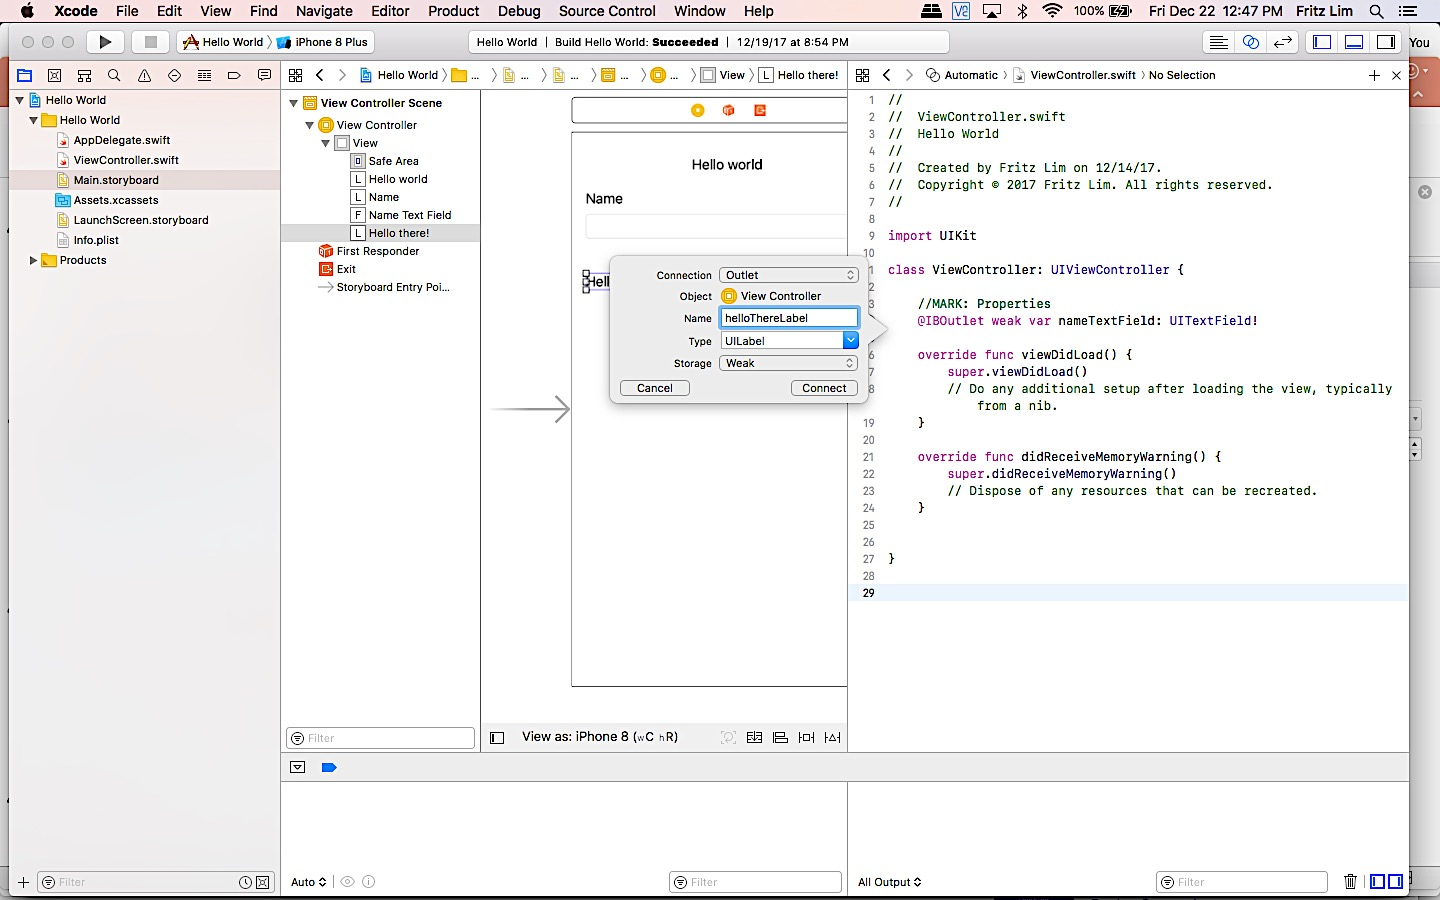 Xcode File Edit View Find Navigate Editor Product Debug Source Control Window Help 100% Fri Dec 22 12:47 PM Fritz Lim
Hello World iPhone 8 Plus
Hello World | Build Hello World: Succeeded | 12/19/17 at 8:54 PM
You
Hello World
Hello World
AppDelegate.swift
ViewController.swift
Main.storyboard
Assets.xcassets
LaunchScreen.storyboard
Info.plist
Products
Filter
Hello World ... ... ... ... ... View L Hello there!
View Controller Scene
View Controller
View
Safe Area
L Hello world
L Name
F Name Text Field
L Hello there!
First Responder
Exit
Storyboard Entry Poi...
Filter
Hello world
Name
Hell
Connection Outlet
Object View Controller
Name helloThereLabel
Type UILabel
Storage Weak
Cancel Connect
View as: iPhone 8 (wC hR)
Automatic ViewController.swift No Selection
1 //
2 // ViewController.swift
3 // Hello World
4 //
5 // Created by Fritz Lim on 12/14/17.
6 // Copyright © 2017 Fritz Lim. All rights reserved.
7 //
8
9 import UIKit
10
1 class ViewController: UIViewController {
2
3 //MARK: Properties
@IBOutlet weak var nameTextField: UITextField!
6 override func viewDidLoad() {
7 super.viewDidLoad()
8 // Do any additional setup after loading the view, typically
from a nib.
19 }
20
21 override func didReceiveMemoryWarning() {
22 super.didReceiveMemoryWarning()
23 // Dispose of any resources that can be recreated.
24 }
25
26
27 }
28
29
Auto
Filter
All Output
Filter